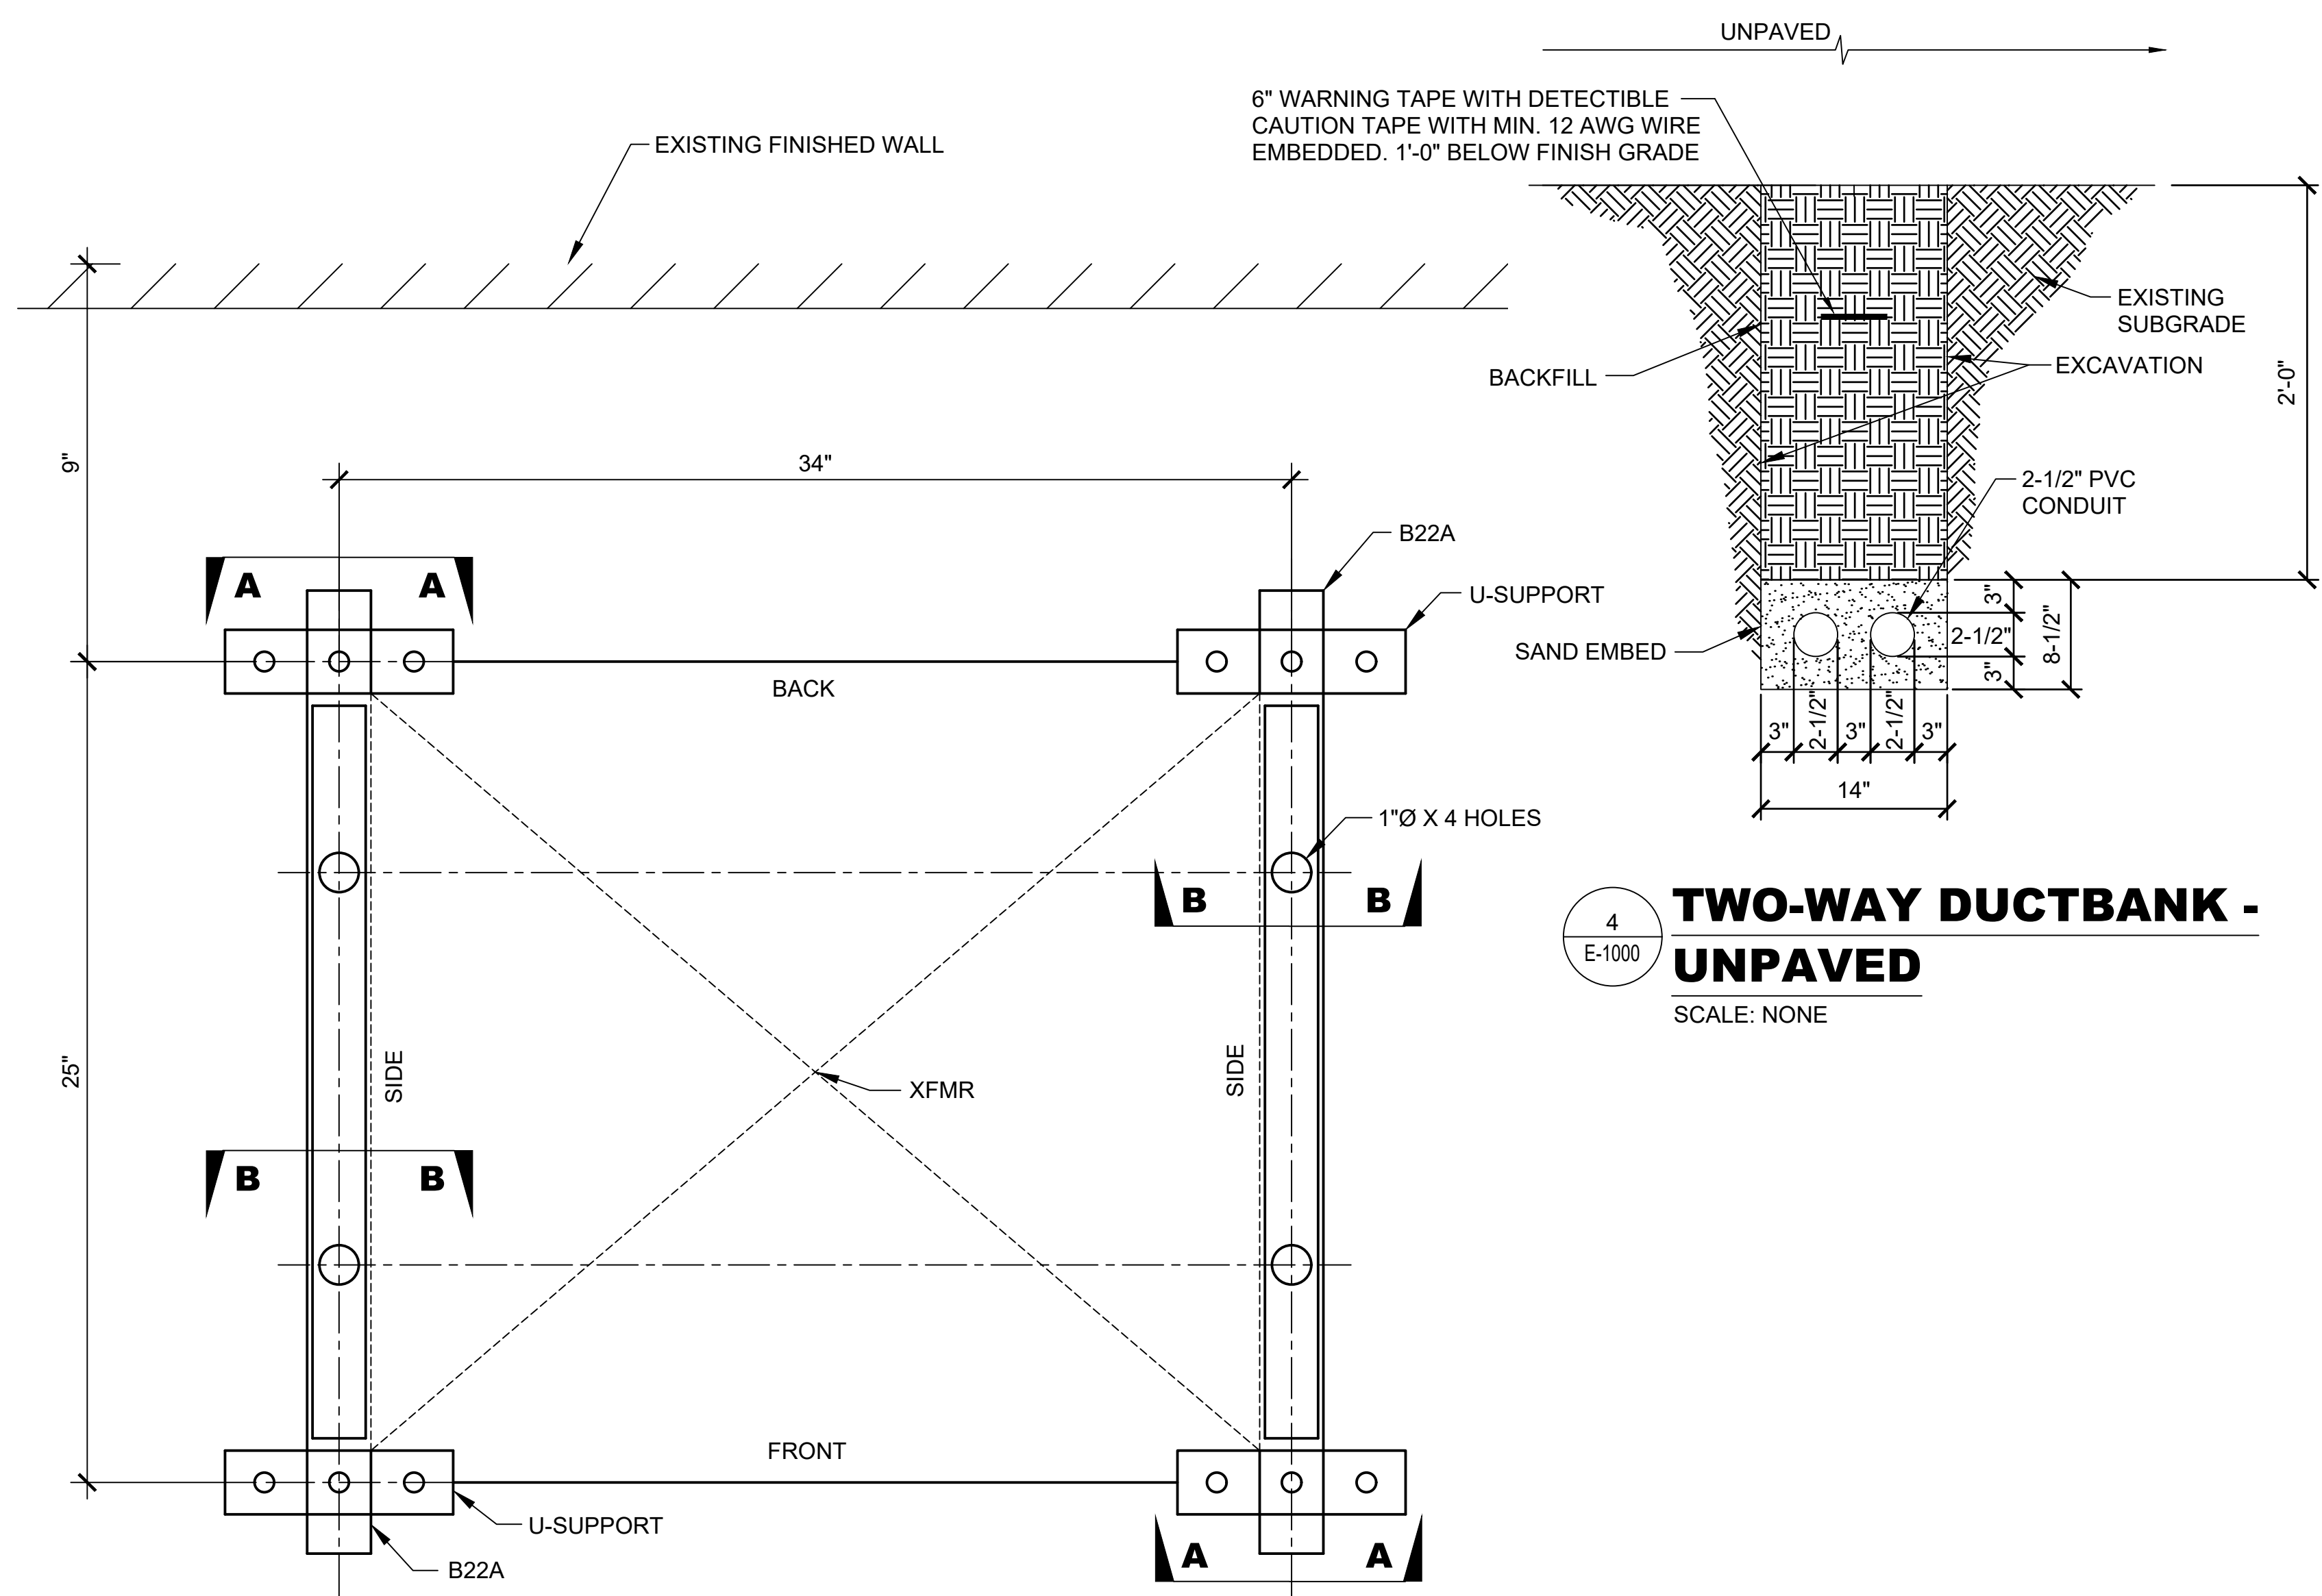 UNPAVED
6" WARNING TAPE WITH DETECTIBLE
CAUTION TAPE WITH MIN. 12 AWG WIRE
EMBEDDED. 1'-0" BELOW FINISH GRADE
EXISTING FINISHED WALL
EXISTING
SUBGRADE
EXCAVATION
BACKFILL
2'-0"
9"
34"
2-1/2" PVC
CONDUIT
B22A
U-SUPPORT
A
A
SAND EMBED
3"
2-1/2"
3"
8-1/2"
BACK
3"
2-1/2"
3"
2-1/2"
3"
14"
1"Ø X 4 HOLES
B
B
4
E-1000
TWO-WAY DUCTBANK -
UNPAVED
SCALE: NONE
25"
SIDE
SIDE
XFMR
B
B
FRONT
U-SUPPORT
B22A
A
A